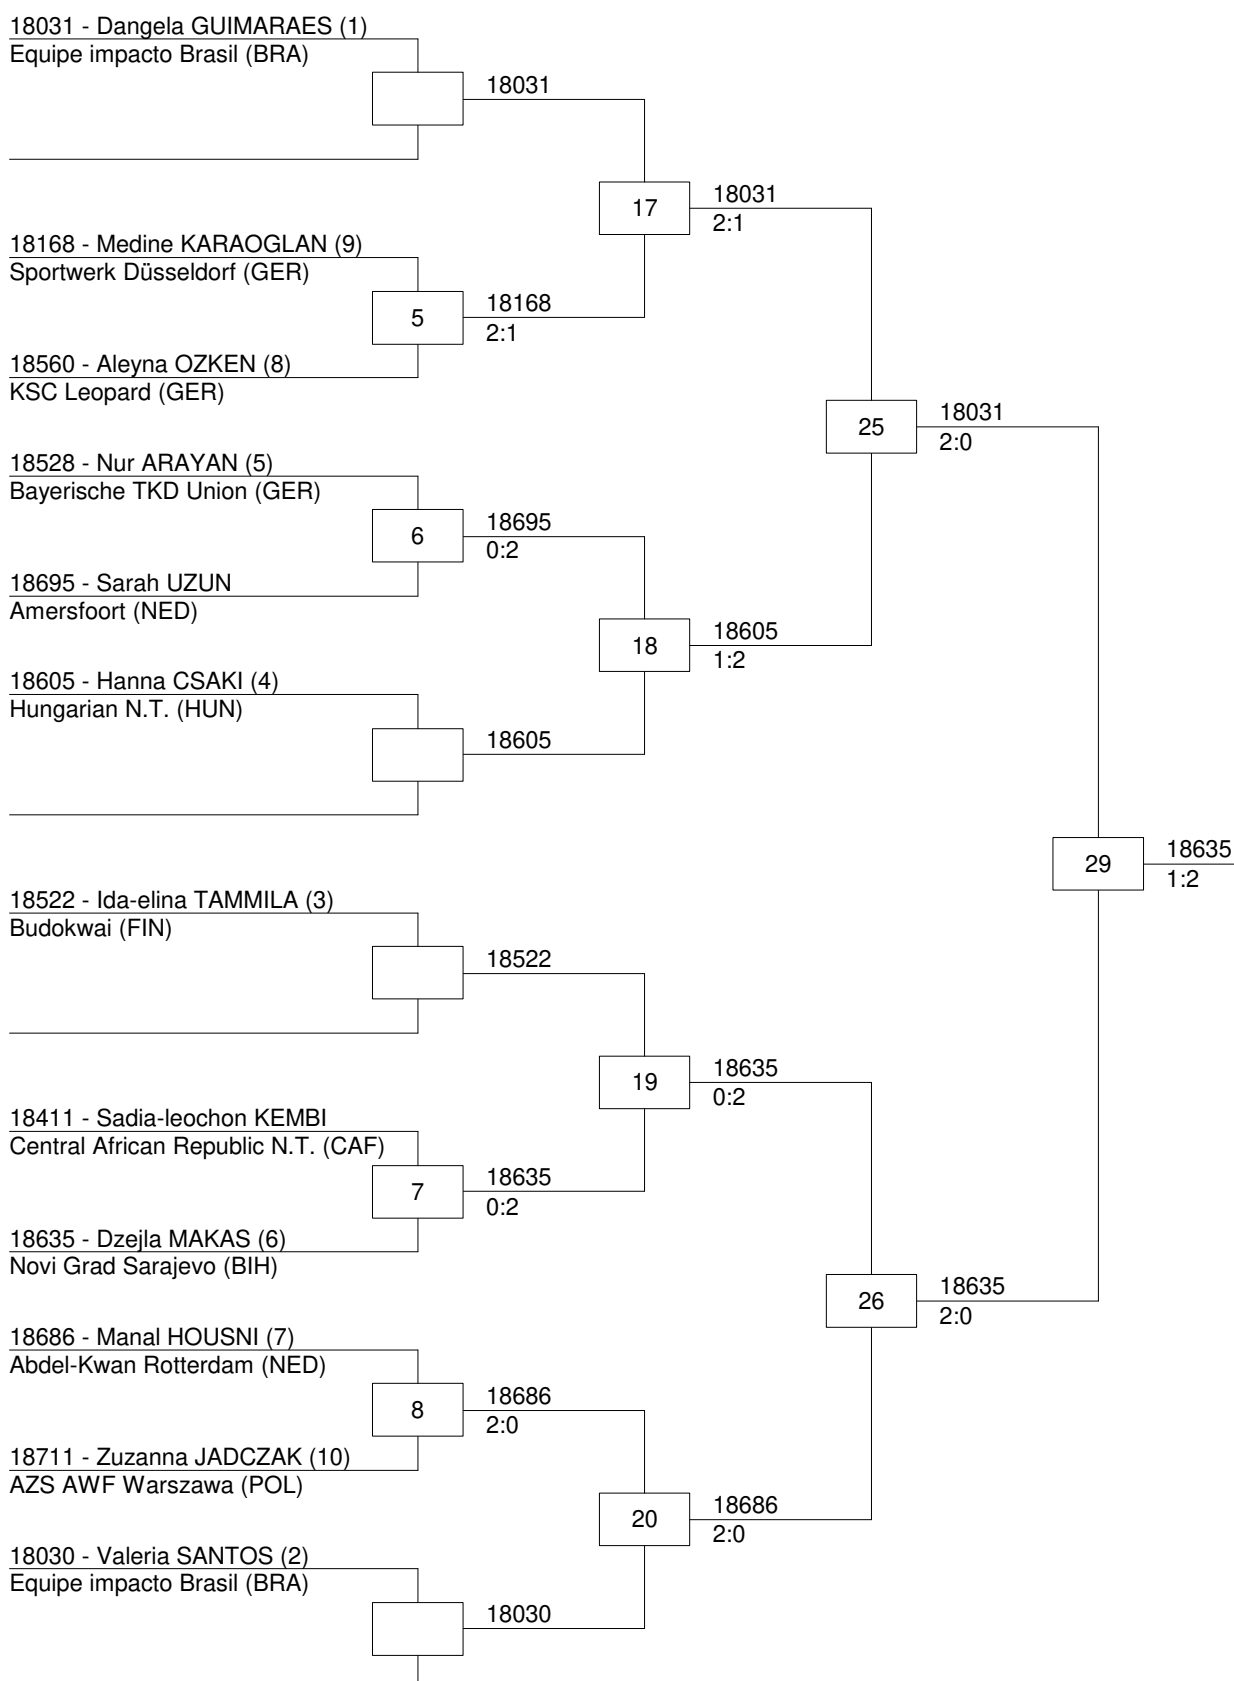 18031 - Dangela GUIMARAES (1)
Equipe impacto Brasil (BRA)
18031
17
18031
2:1
18168 - Medine KARAOGLAN (9)
Sportwerk Düsseldorf (GER)
5
18168
2:1
18560 - Aleyna OZKEN (8)
KSC Leopard (GER)
25
18031
2:0
18528 - Nur ARAYAN (5)
Bayerische TKD Union (GER)
6
18695
0:2
18695 - Sarah UZUN
Amersfoort (NED)
18
18605
1:2
18605 - Hanna CSAKI (4)
Hungarian N.T. (HUN)
18605
29
18635
1:2
18522 - Ida-elina TAMMILA (3)
Budokwai (FIN)
18522
19
18635
0:2
18411 - Sadia-leochon KEMBI
Central African Republic N.T. (CAF)
7
18635
0:2
18635 - Dzejla MAKAS (6)
Novi Grad Sarajevo (BIH)
26
18635
2:0
18686 - Manal HOUSNI (7)
Abdel-Kwan Rotterdam (NED)
8
18686
2:0
18711 - Zuzanna JADCZAK (10)
AZS AWF Warszawa (POL)
20
18686
2:0
18030 - Valeria SANTOS (2)
Equipe impacto Brasil (BRA)
18030